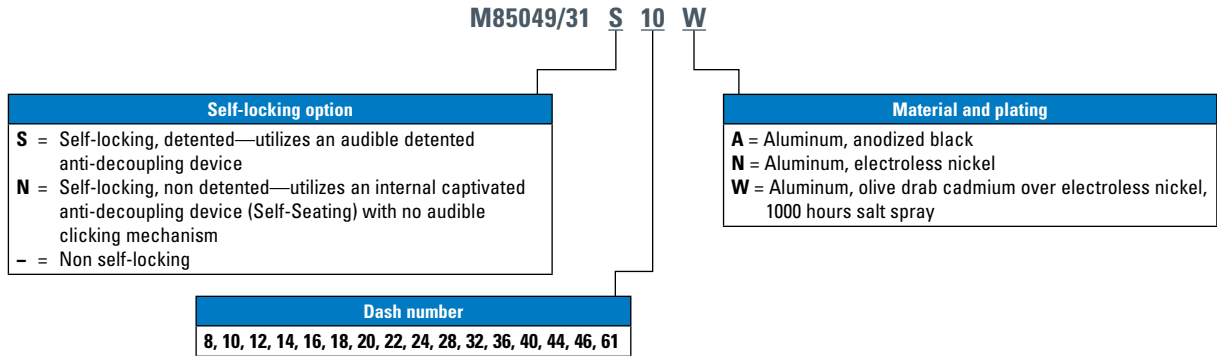 M85049/31 S 10 W
Self-locking option
S = Self-locking, detented—utilizes an audible detented
anti-decoupling device
N = Self-locking, non detented—utilizes an internal captivated
anti-decoupling device (Self-Seating) with no audible
clicking mechanism
– = Non self-locking
Material and plating
A = Aluminum, anodized black
N = Aluminum, electroless nickel
W = Aluminum, olive drab cadmium over electroless nickel,
1000 hours salt spray
Dash number
8, 10, 12, 14, 16, 18, 20, 22, 24, 28, 32, 36, 40, 44, 46, 61